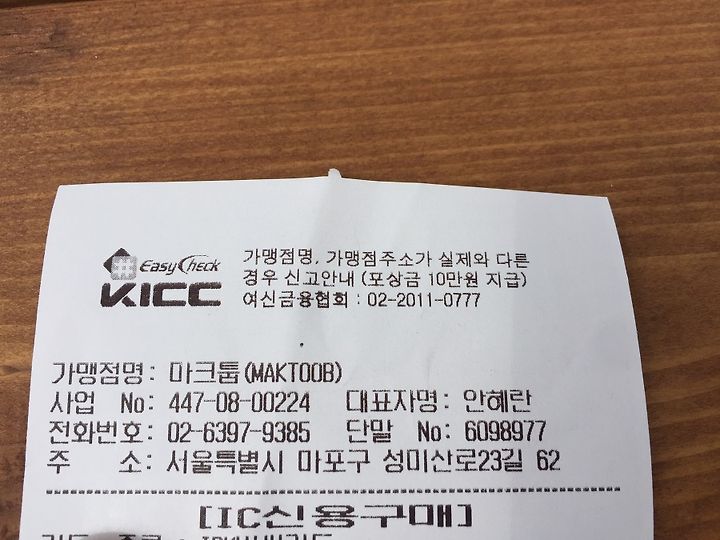 EasyCheck
KICC
가맹점명, 가맹점주소가 실제와 다른
경우 신고안내 (포상금 10만원 지급)
여신금융협회 : 02-2011-0777
가맹점명: 마크툽(MAKTOOB)
사업 No: 447-08-00224 대표자명: 안혜란
전화번호: 02-6397-9385 단말 No: 6098977
주 소: 서울특별시 마포구 성미산로23길 62
[IC신용구매]